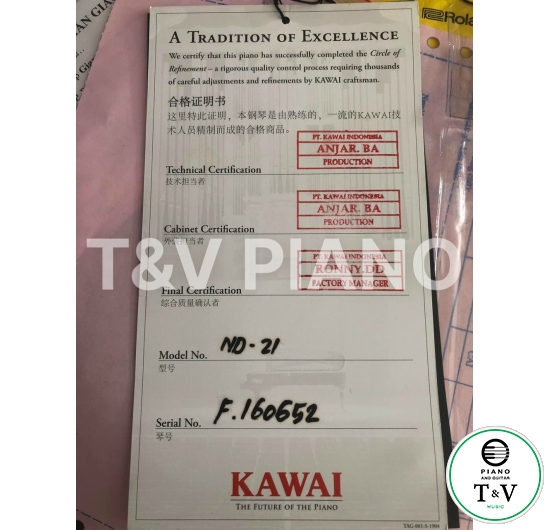 A TRADITION OF EXCELLENCE
We certify that this piano has successfully completed the Circle of
Refinement – a rigorous quality control process requiring thousands
of careful adjustments and refinements by KAWAI craftsman.
合格证明书
这里特此证明，本钢琴是由熟练的，一流的KAWAI技
术人员精制而成的合格商品。
PT. KAWAI INDONESIA
ANJAR. BA
PRODUCTION
Technical Certification
技术担当者
PT. KAWAI INDONESIA
ANJAR. BA
PRODUCTION
Cabinet Certification
外装担当者
T&V PIANO
PT. KAWAI INDONESIA
RONNY.DD
FACTORY MANAGER
Final Certification
综合质量确认者
Model No. ND-21
型号
Serial No. F.160652
琴号
KAWAI
THE FUTURE OF THE PIANO
Roland
PIANO
AND GUITAR
T&V
MUSIC